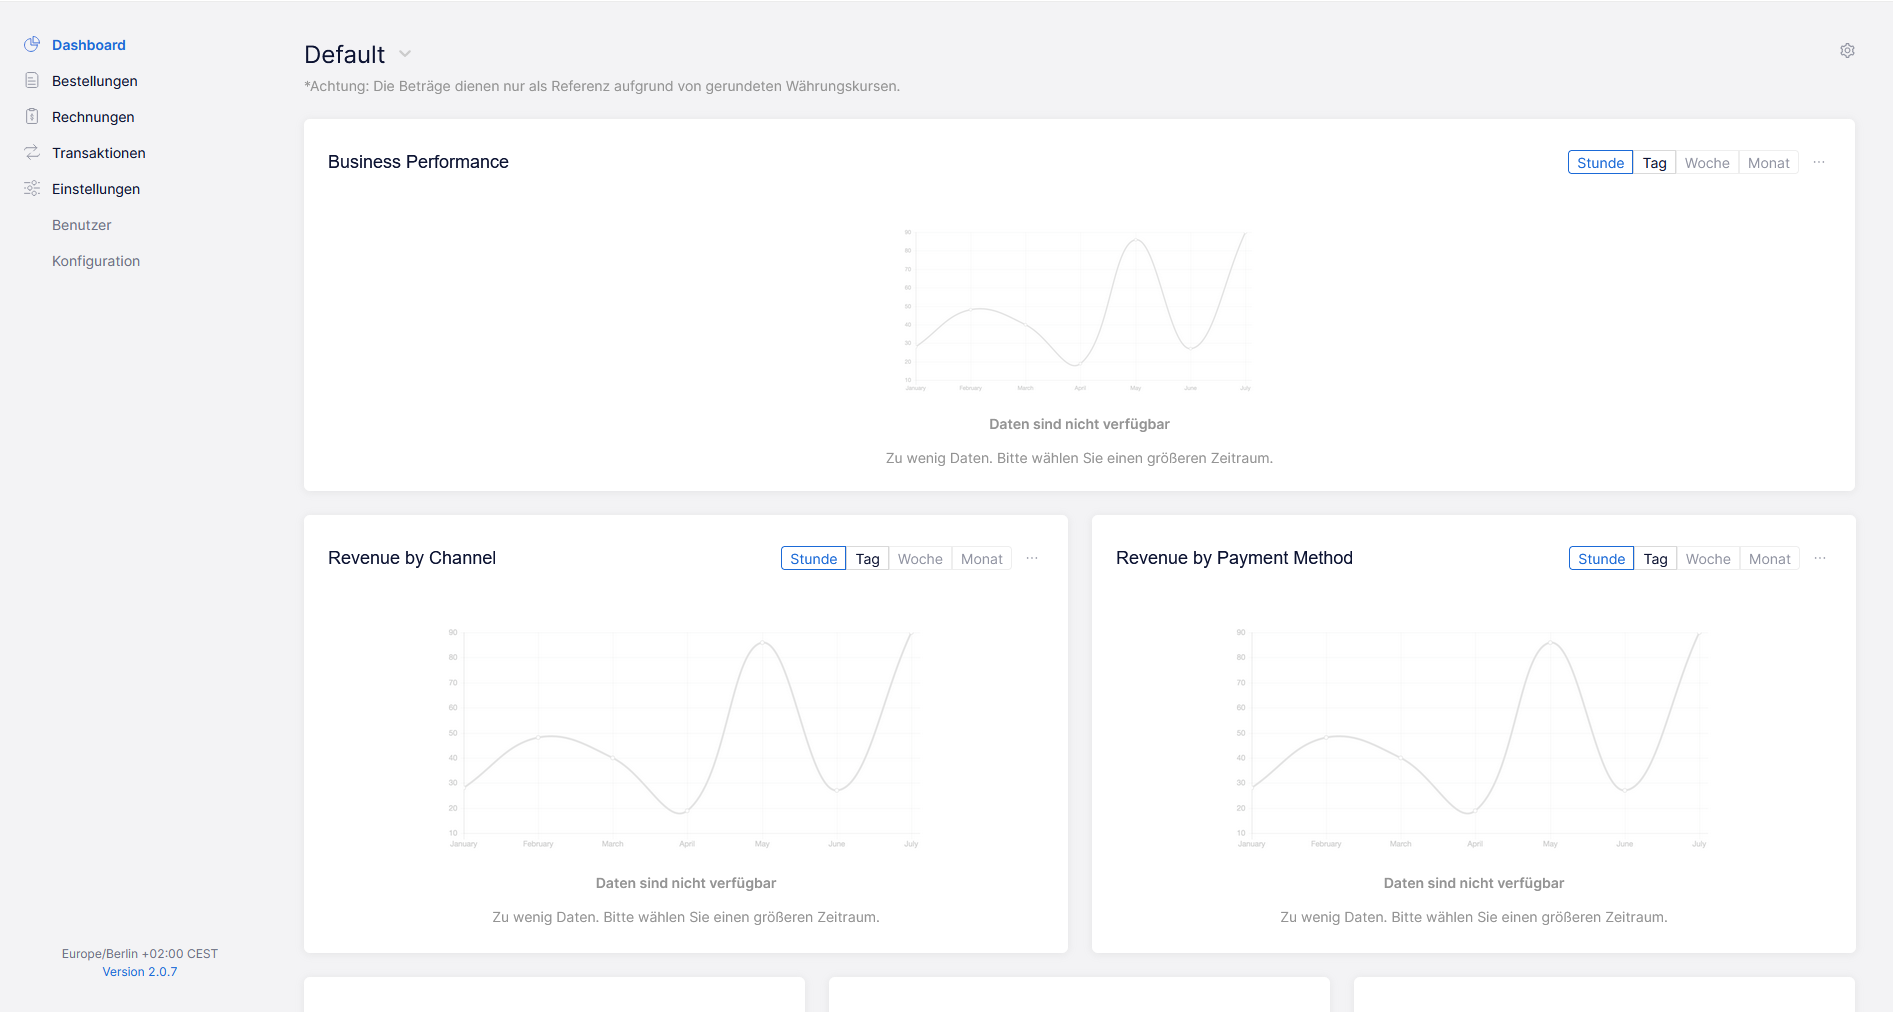 Dashboard
Bestellungen
Rechnungen
Transaktionen
Einstellungen
Benutzer
Konfiguration
Europe/Berlin +02:00 CEST
Version 2.0.7
Default
*Achtung: Die Beträge dienen nur als Referenz aufgrund von gerundeten Währungskursen.
Business Performance
Stunde Tag Woche Monat ...
90
80
70
60
50
40
30
20
10
January February March April May June July
Daten sind nicht verfügbar
Zu wenig Daten. Bitte wählen Sie einen größeren Zeitraum.
Revenue by Channel
Stunde Tag Woche Monat ...
90
80
70
60
50
40
30
20
10
January February March April May June July
Daten sind nicht verfügbar
Zu wenig Daten. Bitte wählen Sie einen größeren Zeitraum.
Revenue by Payment Method
Stunde Tag Woche Monat ...
90
80
70
60
50
40
30
20
10
January February March April May June July
Daten sind nicht verfügbar
Zu wenig Daten. Bitte wählen Sie einen größeren Zeitraum.